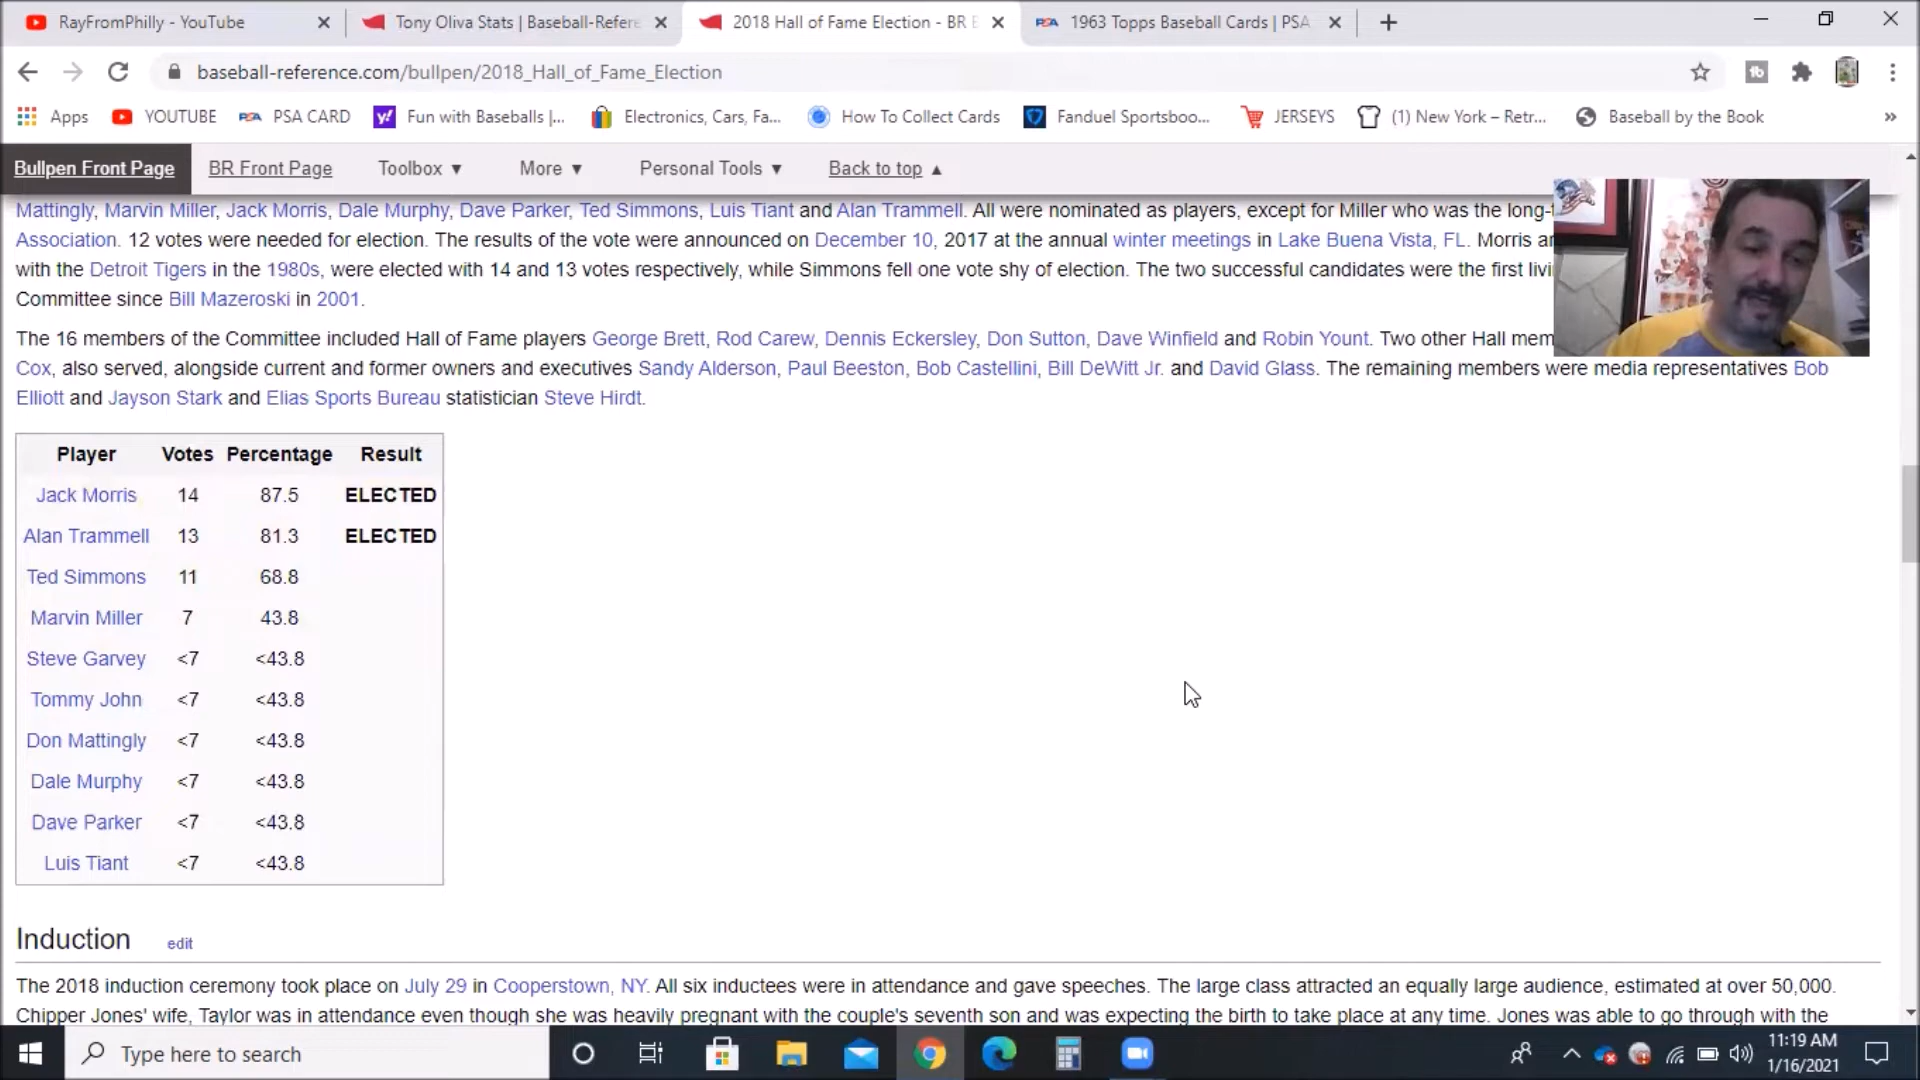 RayFromPhilly - YouTube
Tony Oliva Stats | Baseball-Refere
2018 Hall of Fame Election - BR
1963 Topps Baseball Cards | PSA
baseball-reference.com/bullpen/2018_Hall_of_Fame_Election
Apps YOUTUBE PSA CARD Fun with Baseballs |... Electronics, Cars, Fa... How To Collect Cards Fanduel Sportsboo... JERSEYS (1) New York – Retr... Baseball by the Book »
Bullpen Front Page BR Front Page Toolbox ▼ More ▼ Personal Tools ▼ Back to top ▲
Mattingly, Marvin Miller, Jack Morris, Dale Murphy, Dave Parker, Ted Simmons, Luis Tiant and Alan Trammell. All were nominated as players, except for Miller who was the long-
Association. 12 votes were needed for election. The results of the vote were announced on December 10, 2017 at the annual winter meetings in Lake Buena Vista, FL. Morris
with the Detroit Tigers in the 1980s, were elected with 14 and 13 votes respectively, while Simmons fell one vote shy of election. The two successful candidates were the first
Committee since Bill Mazeroski in 2001.
The 16 members of the Committee included Hall of Fame players George Brett, Rod Carew, Dennis Eckersley, Don Sutton, Dave Winfield and Robin Yount. Two other Hall
Cox, also served, alongside current and former owners and executives Sandy Alderson, Paul Beeston, Bob Castellini, Bill DeWitt Jr. and David Glass. The remaining members were media representatives Bob
Elliott and Jayson Stark and Elias Sports Bureau statistician Steve Hirdt.
Player Votes Percentage Result
Jack Morris 14 87.5 ELECTED
Alan Trammell 13 81.3 ELECTED
Ted Simmons 11 68.8
Marvin Miller 7 43.8
Steve Garvey <7 <43.8
Tommy John <7 <43.8
Don Mattingly <7 <43.8
Dale Murphy <7 <43.8
Dave Parker <7 <43.8
Luis Tiant <7 <43.8
Induction edit
The 2018 induction ceremony took place on July 29 in Cooperstown, NY. All six inductees were in attendance and gave speeches. The large class attracted an equally large audience, estimated at over 50,000.
Chipper Jones' wife, Taylor was in attendance even though she was heavily pregnant with the couple's seventh son and was expecting the birth to take place at any time. Jones was able to go through with the
Type here to search
11:19 AM
1/16/2021